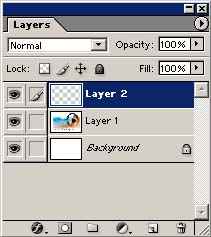 Layers
Normal Opacity: 100%
Lock: Fill: 100%
Layer 2
Layer 1
Background